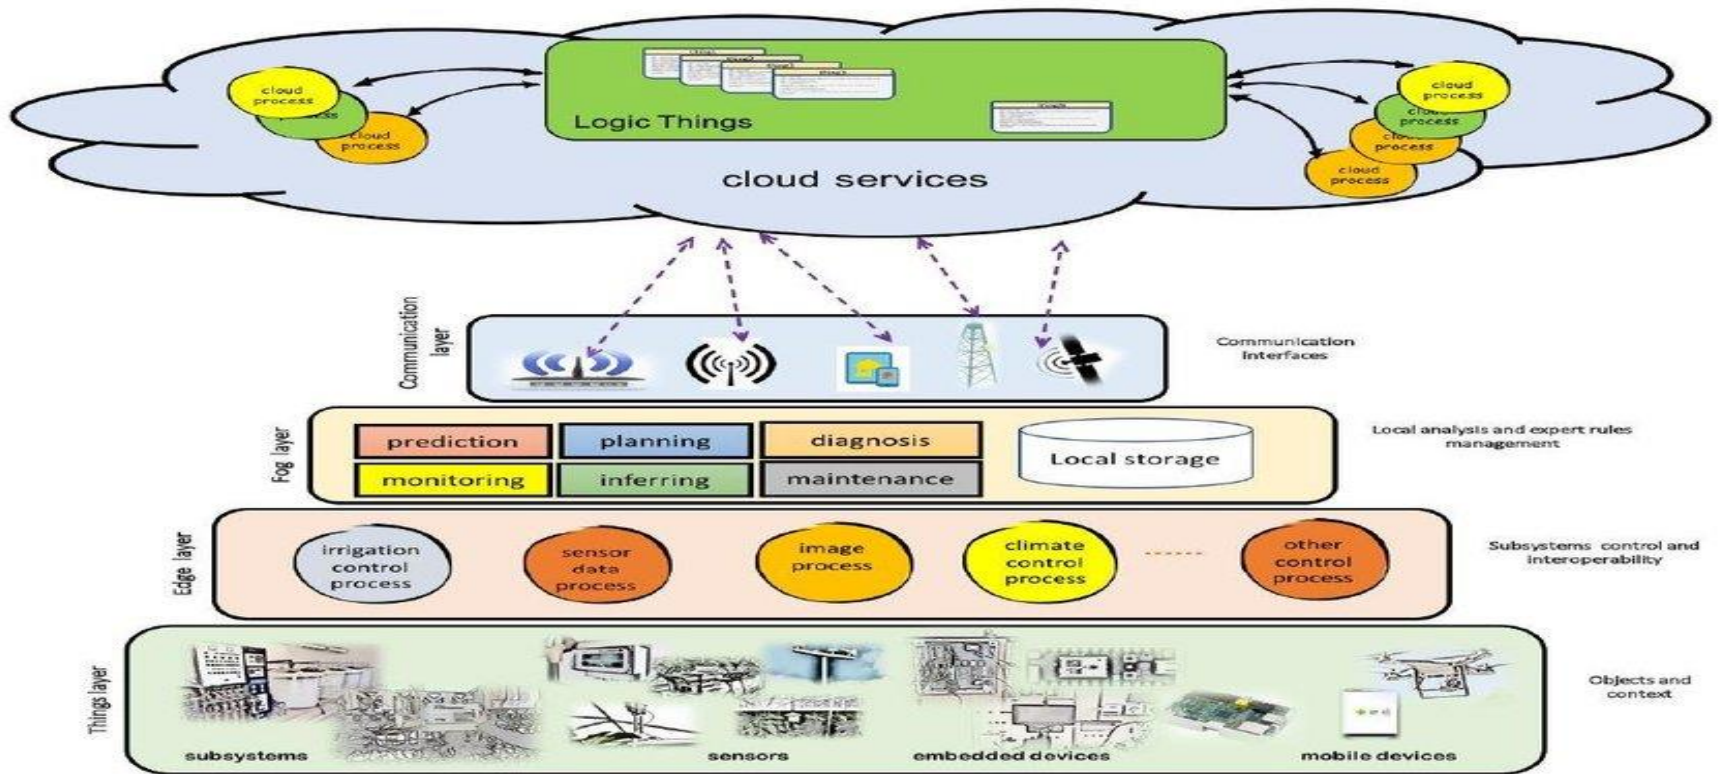 cloud
process
process
cloud
process
Logic Things
cloud services
cloud
process
process
process
cloud
process
Communication
layer
Communication
interfaces
Fog layer
prediction
planning
diagnosis
monitoring
inferring
maintenance
Local storage
Local analysis and expert rules
management
Edge layer
irrigation
control
process
sensor
data
process
image
process
climate
control
process
other
control
process
Subsystems control and
interoperability
Things layer
subsystems
sensors
embedded devices
mobile devices
Objects and
context